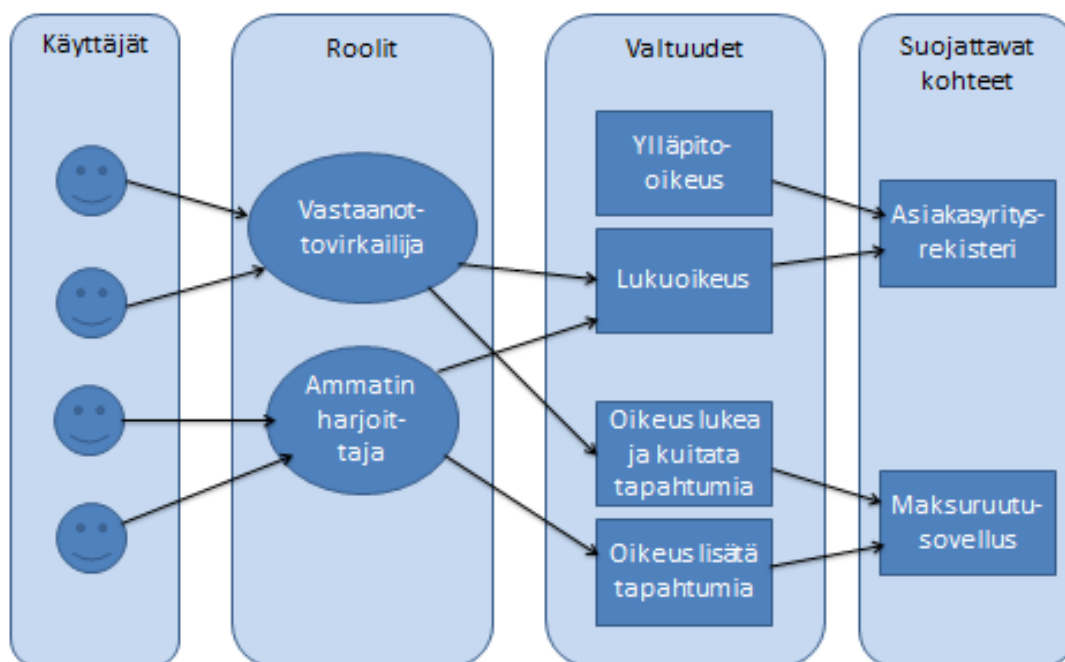 Käyttäjät
Roolit
Valtuudet
Suojattavat
kohteet
Vastaanot-
tovirkailija
Ammatin
harjoit-
taja
Ylläpito-
oikeus
Lukuoikeus
Oikeus lukea
ja kuitata
tapahtumia
Oikeus lisätä
tapahtumia
Asiakasyritys-
rekisteri
Maksuruutu-
sovellus